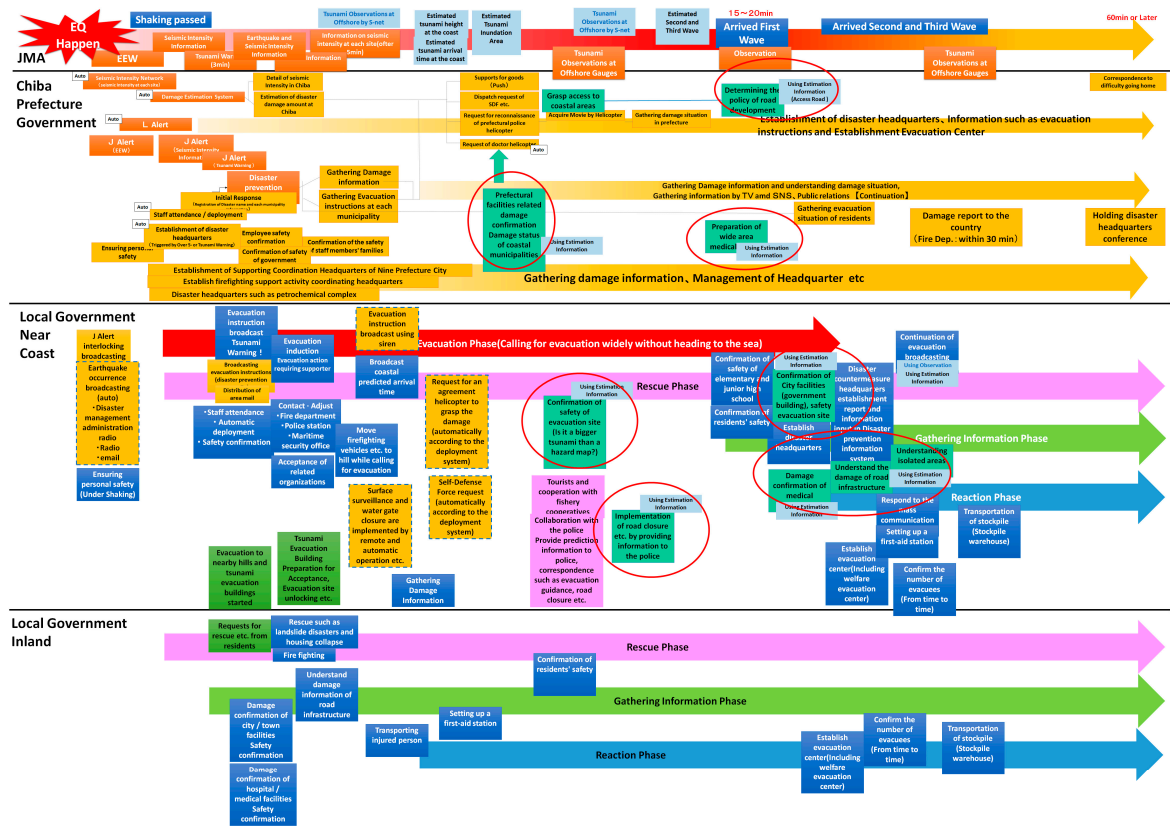 EQ
Happen
JMA
Shaking passed
Seismic Intensity
Information
EEW
Tsunami War
(3min)
Earthquake and
Seismic Intensity
Information
Tsunami Observations at
Offshore by S-net
Information on seismic
intensity at each site(ofter
5min)
Information
Estimated
tsunami height
at the coast
Estimated
tsunami arrival
time at the coast
Estimated
Tsunami
Inundation
Area
Tsunami
Observations at
Offshore by S-net
Tsunami
Observations at
Offshore Gauges
Estimated
Second and
Third Wave
15~20min
Arrived First
Wave
Observation
Arrived Second and Third Wave
Tsunami
Observations at
Offshore Gauges
60min or Later
Chiba
Prefecture
Government
Auto
Seismic Intensity Network
(seismic intensity at each site)
Auto
Damage Estimation System
Detail of seismic
Intensity in Chiba
Estimation of disaster
damage amount at
Chiba
Auto
L Alert
J Alert
(EEW)
J Alert
(Seismic Intensity
Informat
J Alert
(Tsunami Warning)
Disaster
prevention
Supports for goods
(Push)
Dispatch request of
SDF etc.
Request for reconnaissance
of prefectural police
helicopter
Request of doctor helicopter
Auto
Grasp access to
coastal areas
Acquire Movie by Helicopter
Gathering damage situation
in prefecture
Determining the
policy of road
development
Using Estimation
Information
(Access Road )
Correspondence to
difficulty going home
Establishment of disaster headquarters、Information such as evacuation
instructions and Establishment Evacuation Center
Gathering Damage
information
Gathering Evacuation
instructions at each
municipality
Initial Response
Auto
Staff attendance / deployment
Auto
Establishment of disaster
headquarters
(Triggered by Over 5- or Tsunami Warning)
Ensuring personal
safety
Employee safety
confirmation
Confirmation of safety
of government
Confirmation of the safety
of staff members' families
Prefectural
facilities related
damage
confirmation
Damage status
of coastal
municipalities
Using Estimation
Information
Gathering Damage information and understanding damage situation,
Gathering information by TV and SNS、Public relations 【Continuation】
Preparation of
wide area
medical
Using Estimation
Information
Gathering evacuation
situation of residents
Damage report to the
country
(Fire Dep. : within 30 min)
Holding disaster
headquarters
conference
Establishment of Supporting Coordination Headquarters of Nine Prefecture City
Establish firefighting support activity coordinating headquarters
Disaster headquarters such as petrochemical complex
Gathering damage information、Management of Headquarter etc
Local Government
Near
Coast
J Alert
interlocking
broadcasting
Earthquake
occurrence
broadcasting
(auto)
・Disaster
management
administration
radio
・Radio
・email
Ensuring
personal safety
(Under Shaking)
Evacuation
instruction
broadcast
Tsunami
Warning !
Broadcasting
evacuation instructions
(disaster prevention
Distribution of
area mail
・Staff attendance
・Automatic
deployment
・Safety confirmation
Evacuation
induction
Evacuation action
requiring supporter
Contact・Adjust
・Fire department
・Police station
・Maritime
security office
Acceptance of
related
organizations
Evacuation
instruction
broadcast using
siren
Broadcast
coastal
predicted arrival
time
Move
firefighting
vehicles etc. to
hill while calling
for evacuation
Surface
surveillance and
water gate
closure are
implemented by
remote and
automatic
operation etc.
Evacuation Phase(Calling for evacuation widely without heading to the sea)
Rescue Phase
Request for an
agreement
helicopter to
grasp the
damage
(automatically
according to the
deployment
system)
Self-Defense
Force request
(automatically
according to the
deployment
system)
Using Estimation
Information
Confirmation of
safety of
evacuation site
(Is it a bigger
tsunami than a
hazard map?)
Tourists and
cooperation with
fishery
cooperatives
Collaboration with
the police
Provide prediction
information to
police,
correspondence
such as evacuation
guidance, road
closure etc.
Using Estimation
Information
Implementation
of road closure
etc. by providing
information to
the police
Confirmation of
safety of
elementary and
junior high
school
Confirmation of
residents' safety
Using Estimation
Information
Confirmation of
City facilities
(government
building), safety
evacuation site
Establish
disaster
headquarters
Disaster
countermeasure
headquarters
establishment
report and
information
input in Disaster
prevention
information
system
Continuation
of evacuation
broadcasting
Using Observation
Using Estimation
Information
Gathering Information Phase
Understanding
isolated areas
Understand the
damage of road
infrastructure
Using Estimation
Information
Damage
confirmation of
medical
Using Estimation
Information
Reaction Phase
Respond to the
mass
communication
Setting up a
first-aid station
Transportation
of stockpile
(Stockpile
warehouse)
Establish
evacuation
center(Including
welfare
evacuation
center)
Confirm the
number of
evacuees
(From time to
time)
Evacuation to
nearby hills and
tsunami
evacuation
buildings
started
Tsunami
Evacuation
Building
Preparation for
Acceptance,
Evacuation site
unlocking etc.
Gathering
Damage
Information
Local Government
Inland
Requests for
rescue etc. from
residents
Rescue such as
landslide disasters and
housing collapse
Fire fighting
Rescue Phase
Understand
damage
information of
road
infrastructure
Confirmation of
residents' safety
Gathering Information Phase
Damage
confirmation of
city / town
facilities
Safety
confirmation
Damage
confirmation of
hospital /
medical facilities
Safety
confirmation
Transporting
injured person
Setting up a
first-aid station
Reaction Phase
Establish
evacuation
center(Including
welfare
evacuation
center)
Confirm the
number of
evacuees
(From time to
time)
Transportation
of stockpile
(Stockpile
warehouse)